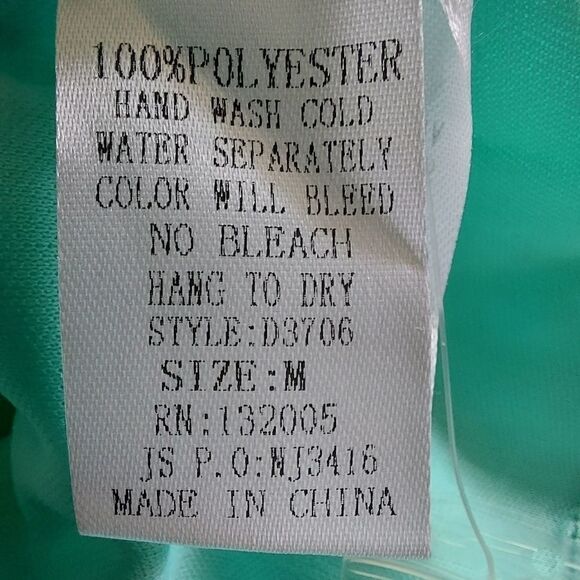 100%POLYESTER
HAND WASH COLD
WATER SEPARATELY
COLOR WILL BLEED
NO BLEACH
HANG TO DRY
STYLE:D3706
SIZE:M
RN:132005
JS P.O:WJ3416
MADE IN CHINA